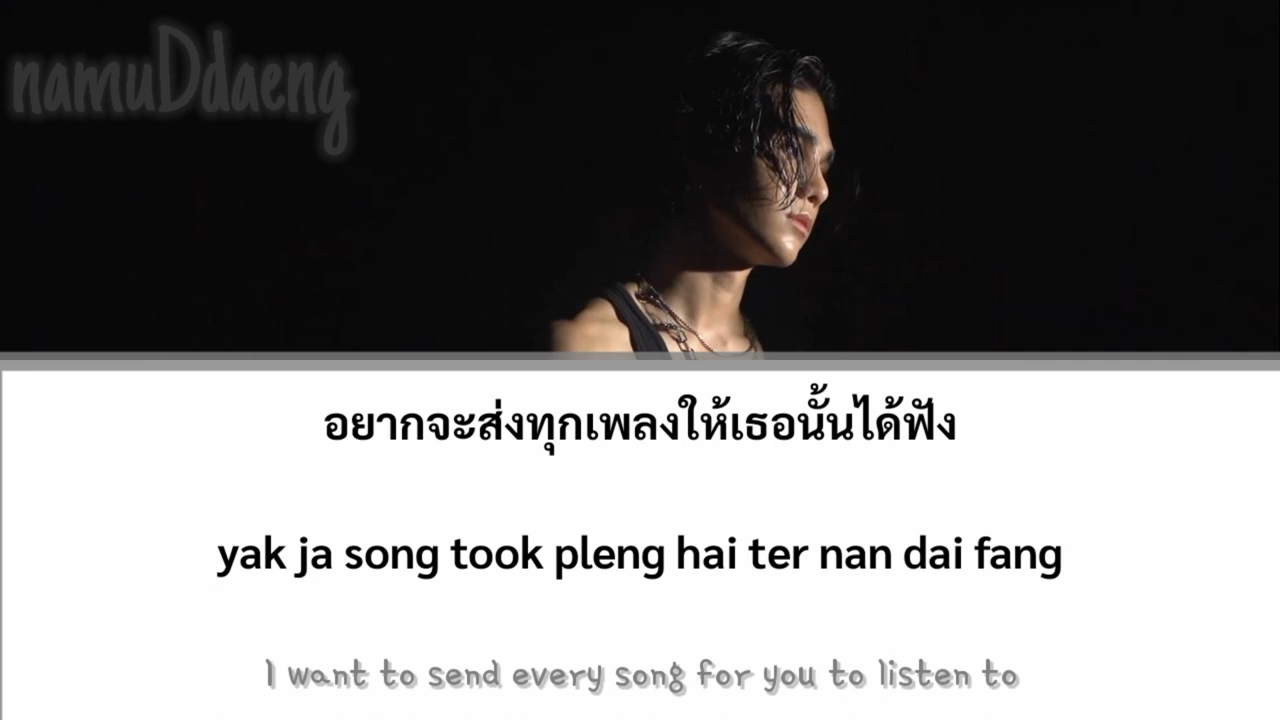 namuDdaeng
อยากจะส่งทุกเพลงให้เธอนั้นได้ฟัง
yak ja song took pleng hai ter nan dai fang
I want to send every song for you to listen to